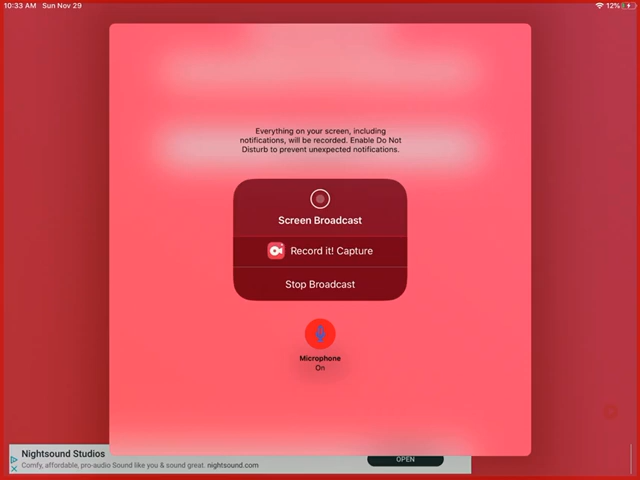 10:33 AM Sun Nov 29
12%
Everything on your screen, including
notifications, will be recorded. Enable Do Not
Disturb to prevent unexpected notifications.
Screen Broadcast
Record it! Capture
Stop Broadcast
Microphone
On
Nightsound Studios
Comfy, affordable, pro-audio Sound like you & sound great. nightsound.com
OPEN